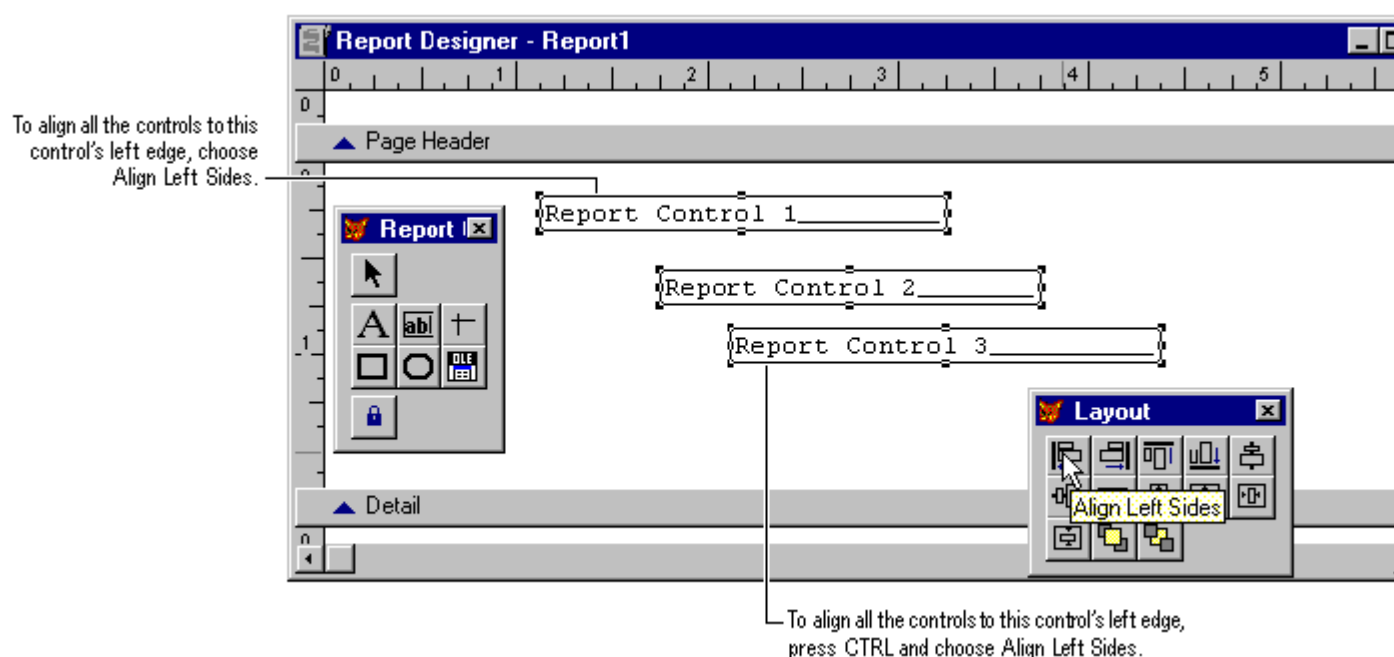 Report Designer - Report1
0 1 2 3 4 5
0
To align all the controls to this
control's left edge, choose
Align Left Sides.
Page Header
0
Report Control 1
Report
Report Control 2
A ab|
1
Report Control 3
OLE
Layout
Align Left Sides
Detail
0
To align all the controls to this control's left edge,
press CTRL and choose Align Left Sides.